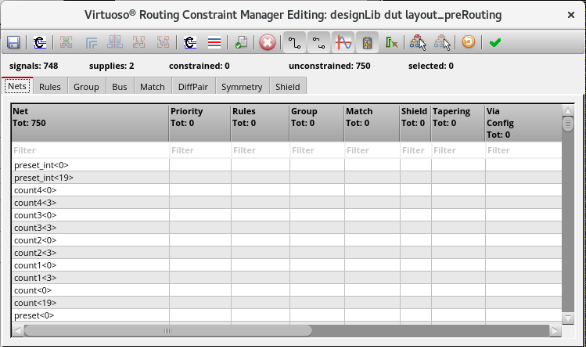 Virtuoso® Routing Constraint Manager Editing: designLib dut layout_preRouting
signals: 748 supplies: 2 constrained: 0 unconstrained: 750 selected: 0
Nets Rules Group Bus Match DiffPair Symmetry Shield
Net Priority Rules Group Match Shield Tapering Via
Tot: 750 Tot: 0 Tot: 0 Tot: 0 Tot: 0 Tot: 0 Tot: 0 Config
Tot: 0
Filter Filter Filter Filter Filter Filter Filter Filter
preset_int<0>
preset_int<19>
count4<0>
count4<3>
count3<0>
count3<3>
count2<0>
count2<3>
count1<0>
count1<3>
count<0>
count<19>
preset<0>